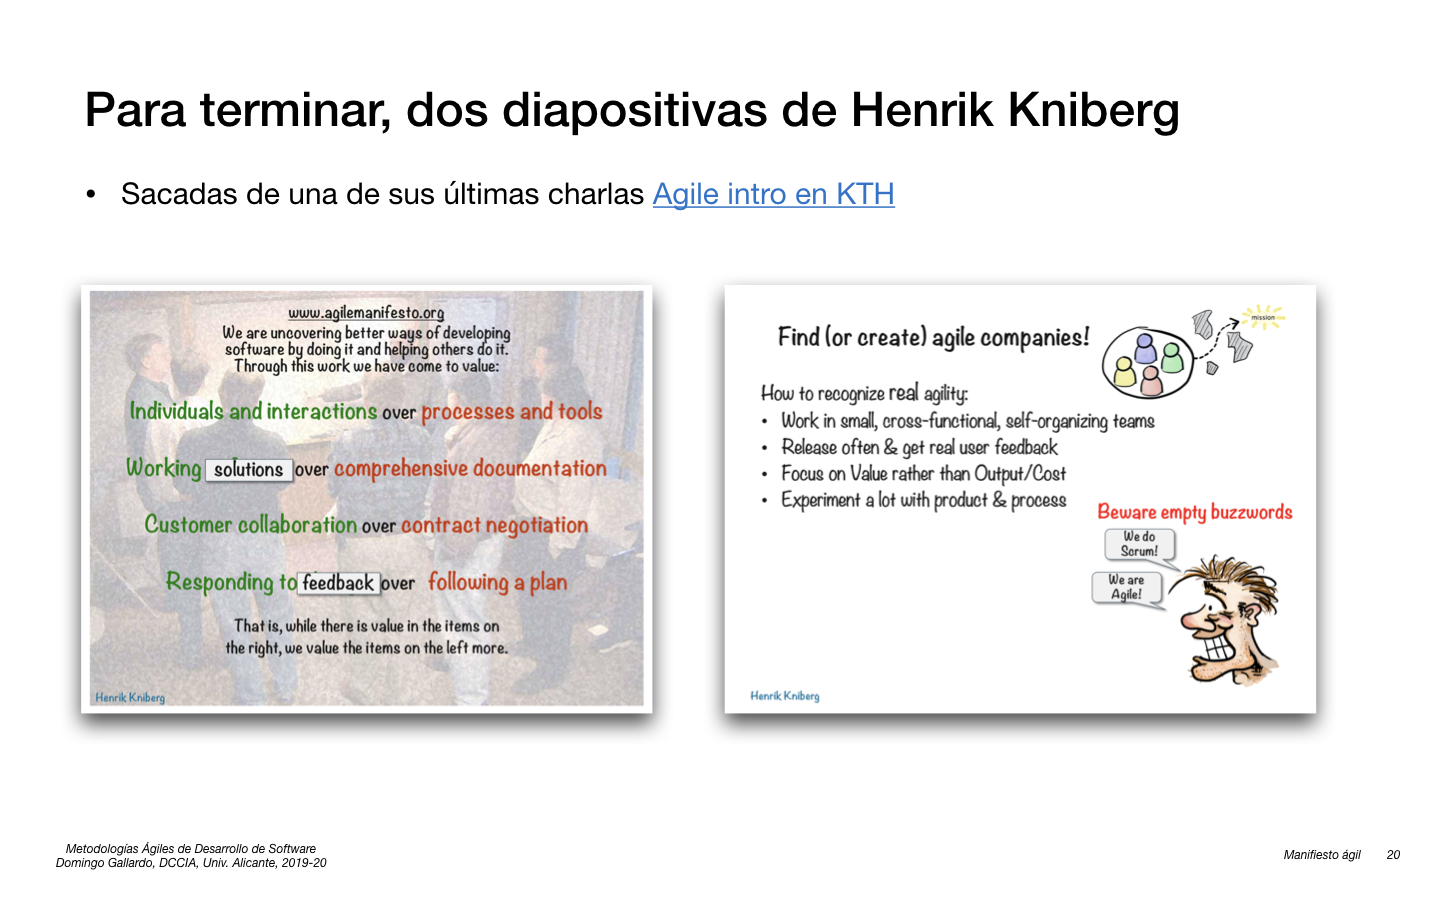 Para terminar, dos diapositivas de Henrik Kniberg
• Sacadas de una de sus últimas charlas Agile intro en KTH
www.agilemanifesto.org
We are uncovering better ways of developing
software by doing it and helping others do it.
Through this work we have come to value:
Individuals and interactions over processes and tools
Working solutions over comprehensive documentation
Customer collaboration over contract negotiation
Responding to feedback over following a plan
That is, while there is value in the items on
the right, we value the items on the left more.
Henrik Kniberg
Find (or create) agile companies!
mission
How to recognize real agility:
• Work in small, cross-functional, self-organizing teams
• Release often & get real user feedback
• Focus on Value rather than Output/Cost
• Experiment a lot with product & process
Beware empty buzzwords
We do
Scrum!
We are
Agile!
Henrik Kniberg
Metodologías Ágiles de Desarrollo de Software
Domingo Gallardo, DCCIA, Univ. Alicante, 2019-20
Manifiesto ágil 20